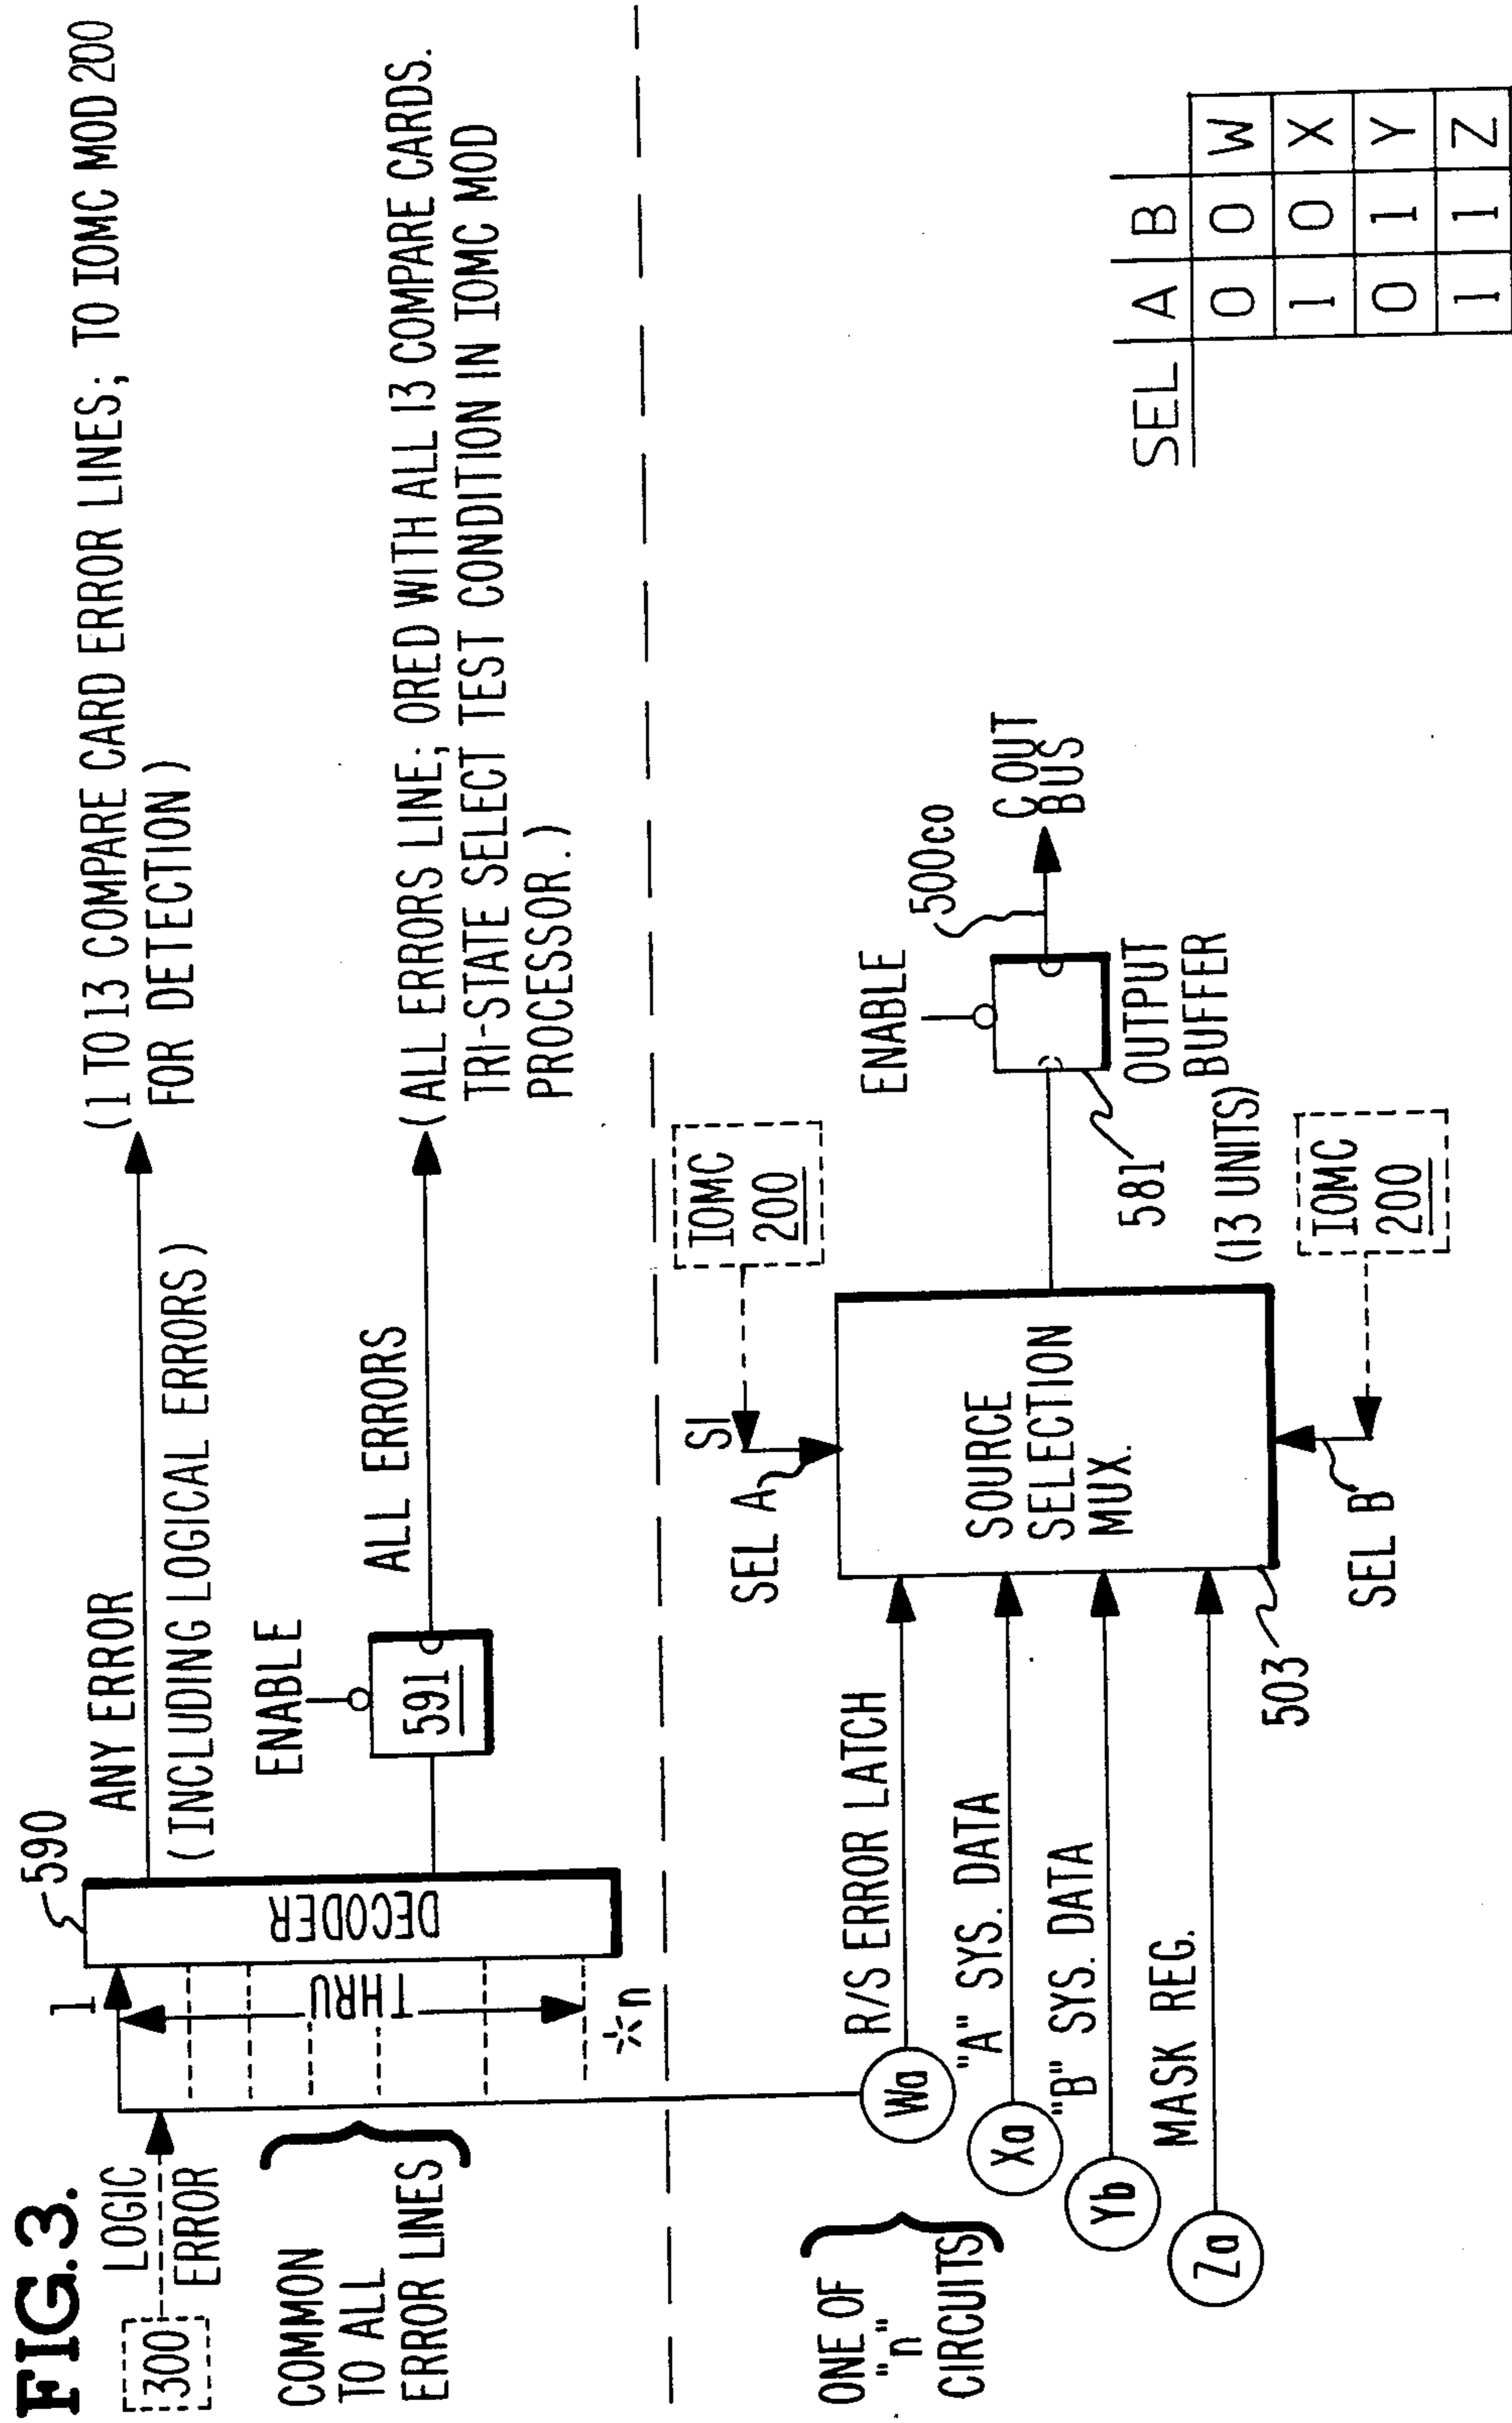 FIG.3.
300
LOGIC
ERROR
COMMON
TO ALL
ERROR LINES
1
THRU
*n
590
DECODER
ANY ERROR
(INCLUDING LOGICAL ERRORS)
(1 TO 13 COMPARE CARD ERROR LINES; TO IOMC MOD 200
FOR DETECTION)
ENABLE
591
ALL ERRORS
(ALL ERRORS LINE; ORED WITH ALL 13 COMPARE CARDS.
TRI-STATE SELECT TEST CONDITION IN IOMC MOD
PROCESSOR.)
ONE OF
"n"
CIRCUITS
Wa
R/S ERROR LATCH
Xa
"A" SYS. DATA
Yb
"B" SYS. DATA
Za
MASK REG.
503
SEL A
S1
IOMC
200
SOURCE
SELECTION
MUX.
SEL B
IOMC
200
ENABLE
581
OUTPUT
BUFFER
(13 UNITS)
500co
C OUT
BUS
SEL A B
0 0 W
1 0 X
0 1 Y
1 1 Z